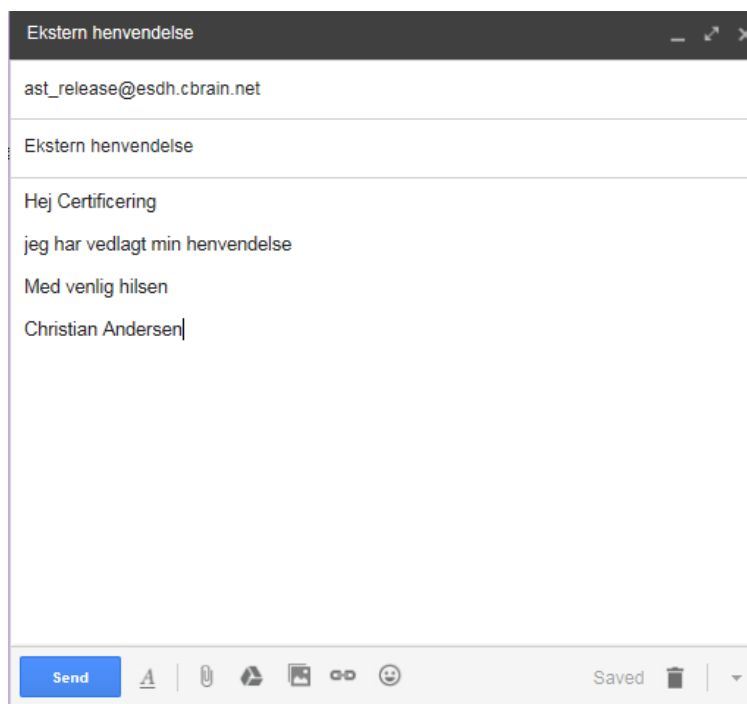 Ekstern henvendelse
ast_release@esdh.cbrain.net
Ekstern henvendelse
Hej Certificering
jeg har vedlagt min henvendelse
Med venlig hilsen
Christian Andersen
Send A Saved